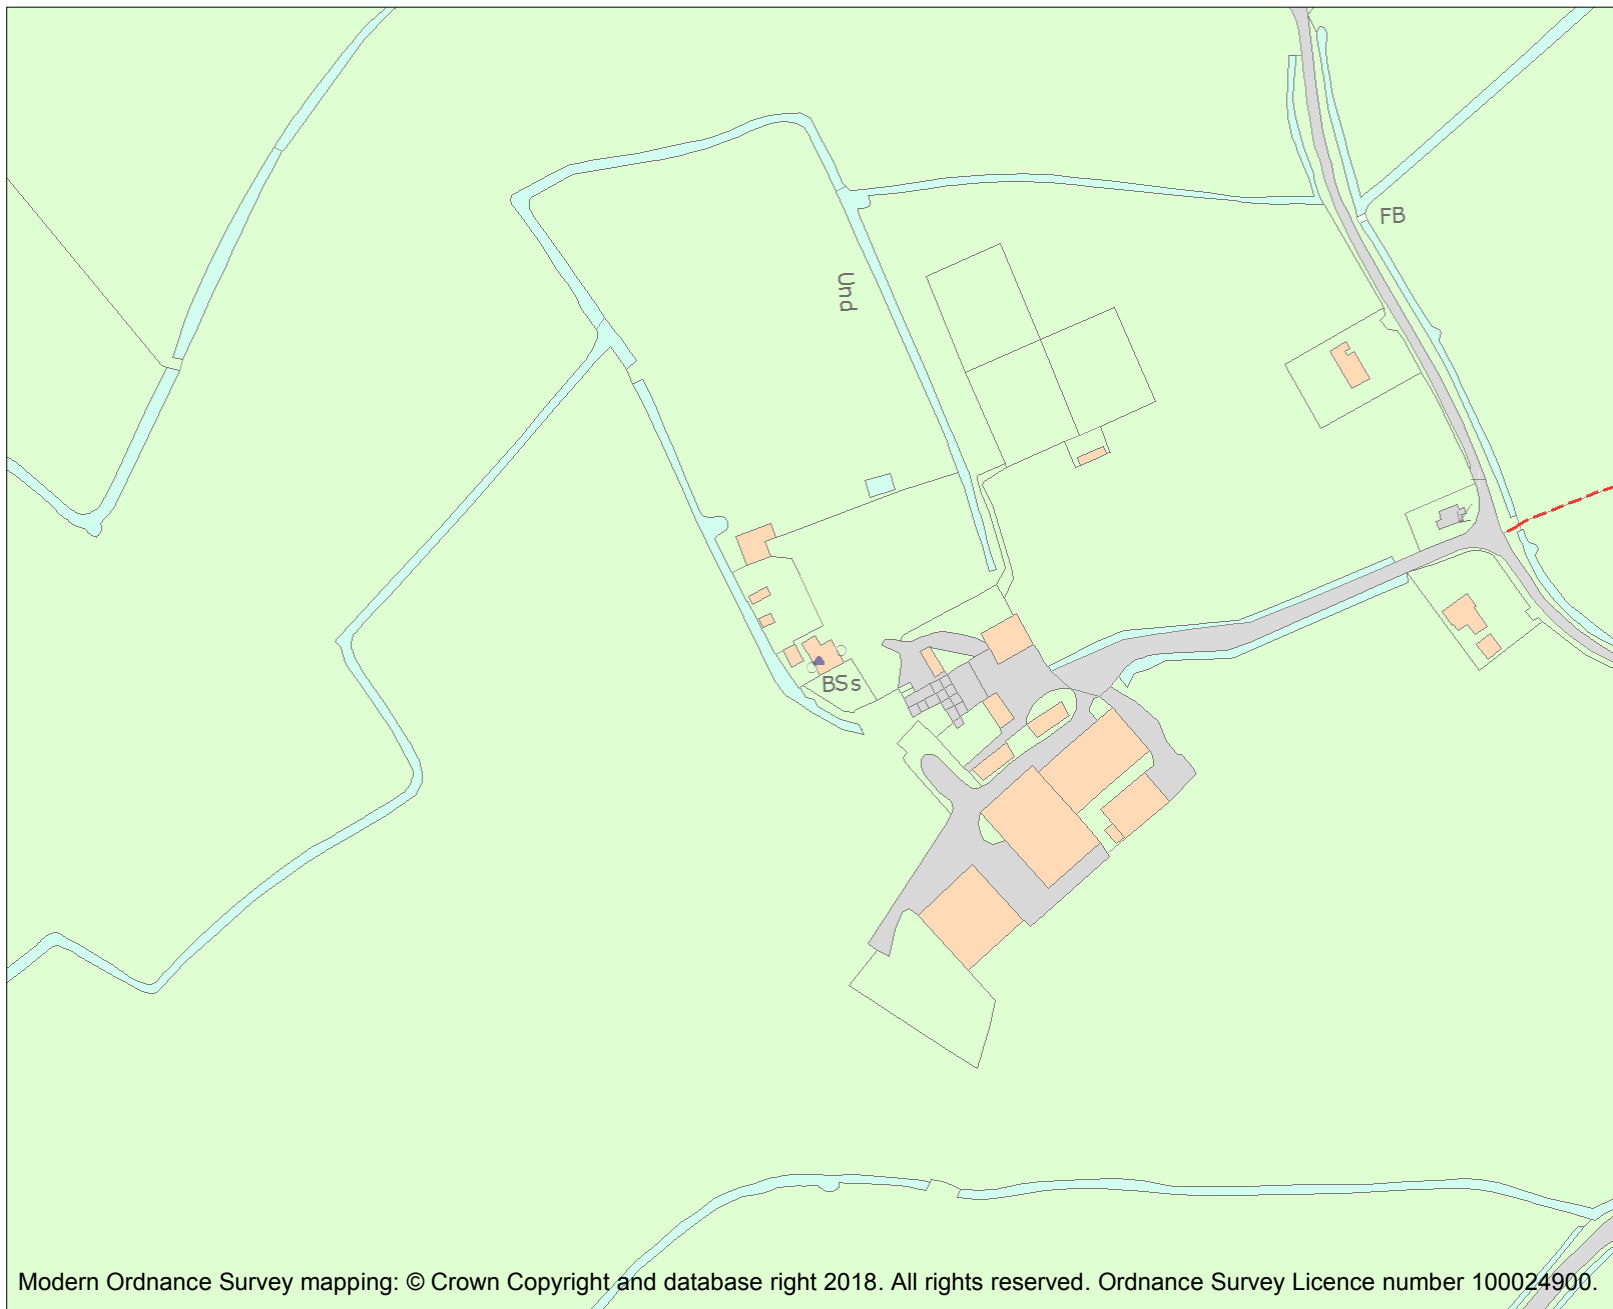 FB
Und
BSs
Modern Ordnance Survey mapping: © Crown Copyright and database right 2018. All rights reserved. Ordnance Survey Licence number 100024900.